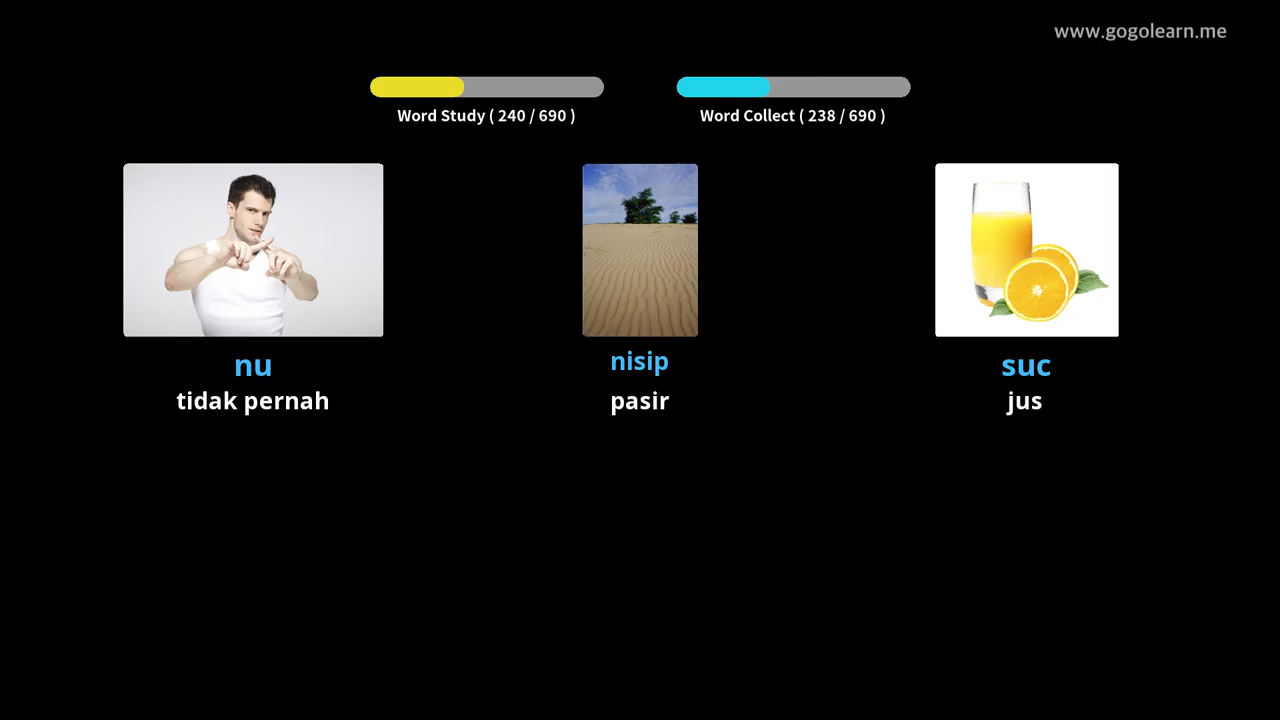 www.gogolearn.me
Word Study ( 240 / 690 )
Word Collect ( 238 / 690 )
nu
tidak pernah
nisip
pasir
suc
jus